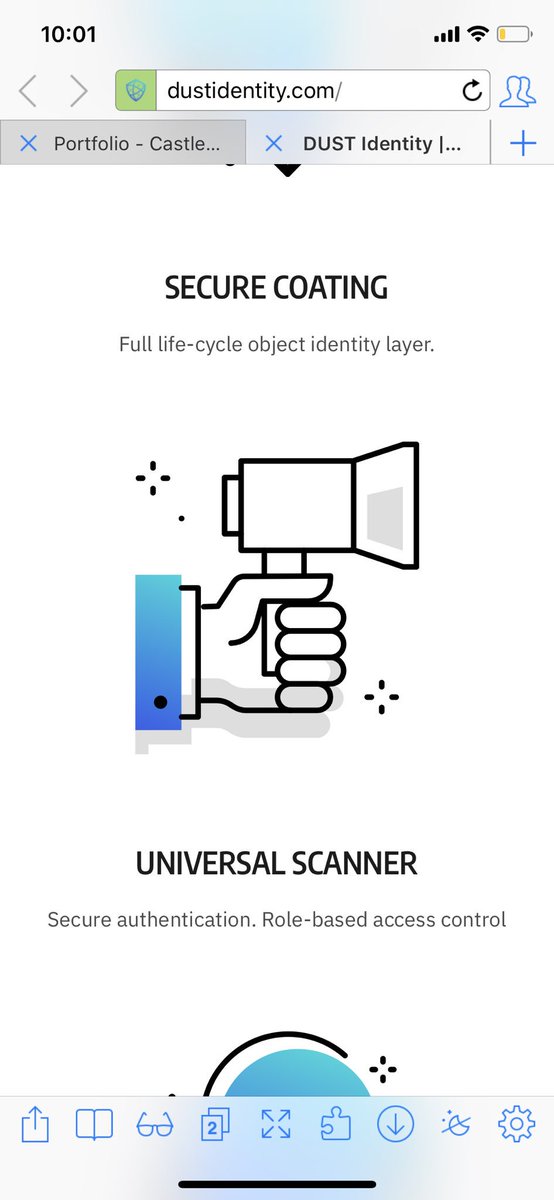 10:01
dustidentity.com/
Portfolio - Castle...
DUST Identity |...
SECURE COATING
Full life-cycle object identity layer.
UNIVERSAL SCANNER
Secure authentication. Role-based access control
2